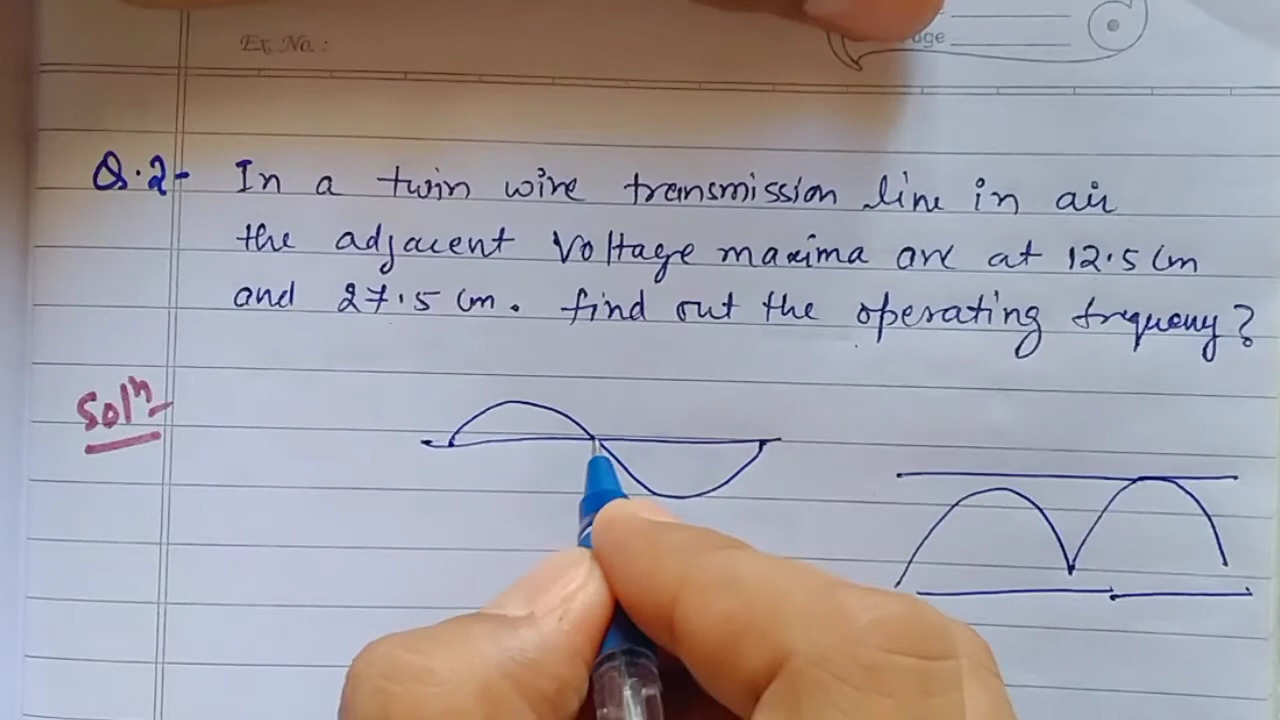 Ex. No. :
Q.2- In a twin wire transmission line in air
the adjacent Voltage maxima are at 12.5 cm
and 27.5 cm. find out the operating frequeny?
Solⁿ-